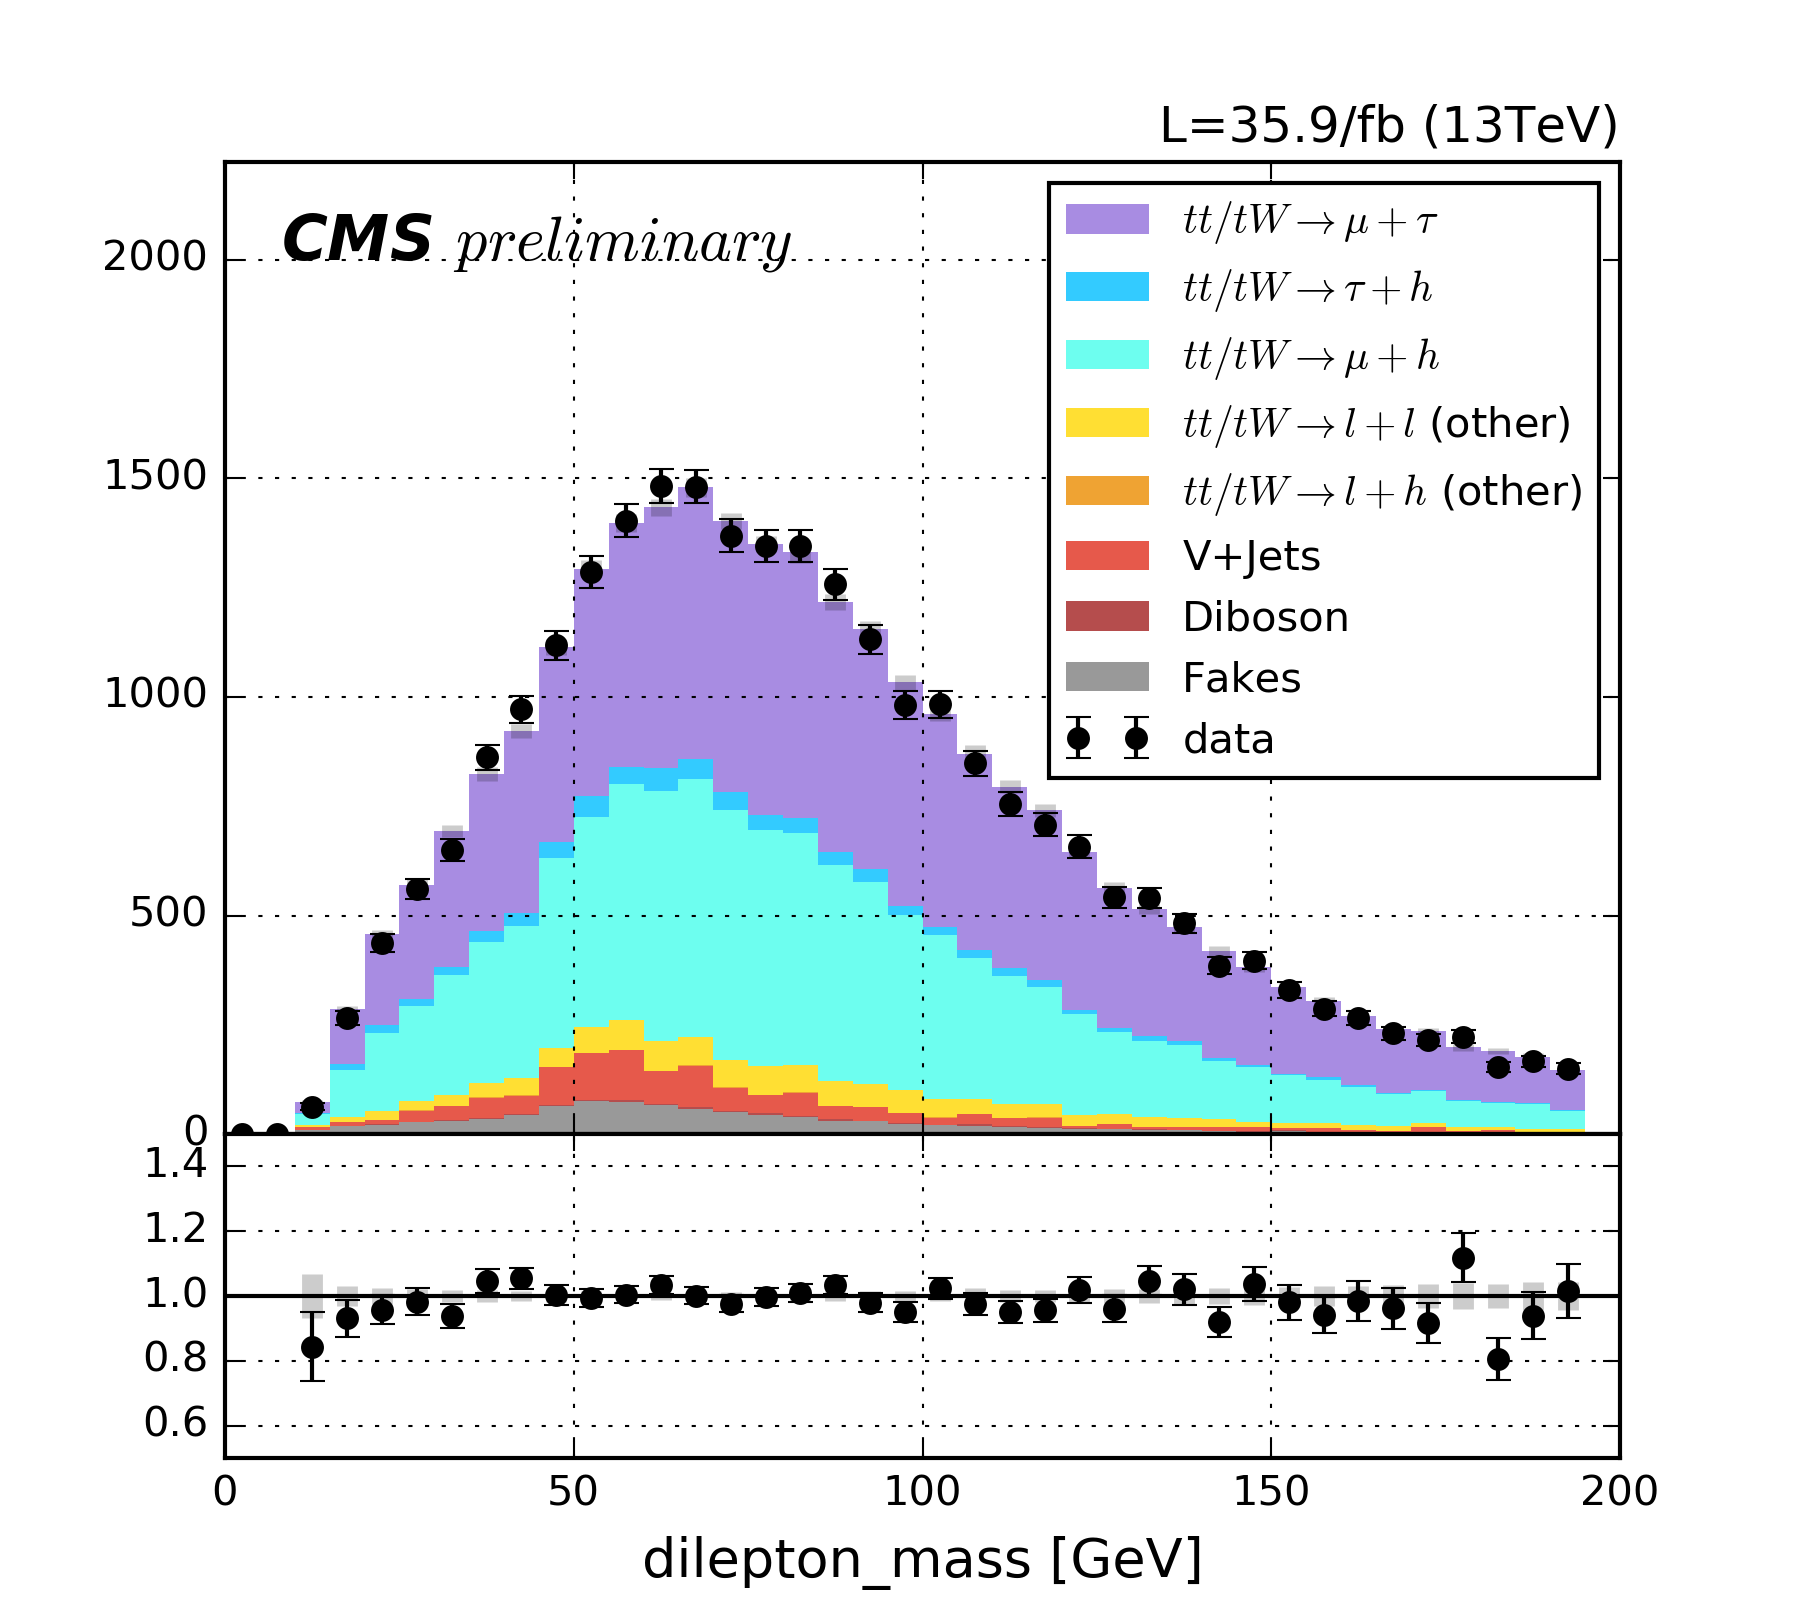 L=35.9/fb (13TeV)
CMS preliminary
tt/tW→μ+τ
tt/tW→τ+h
tt/tW→μ+h
tt/tW→l+l (other)
tt/tW→l+h (other)
V+Jets
Diboson
Fakes
data
2000
1500
1000
500
0
1.4
1.2
1.0
0.8
0.6
0 50 100 150 200
dilepton_mass [GeV]